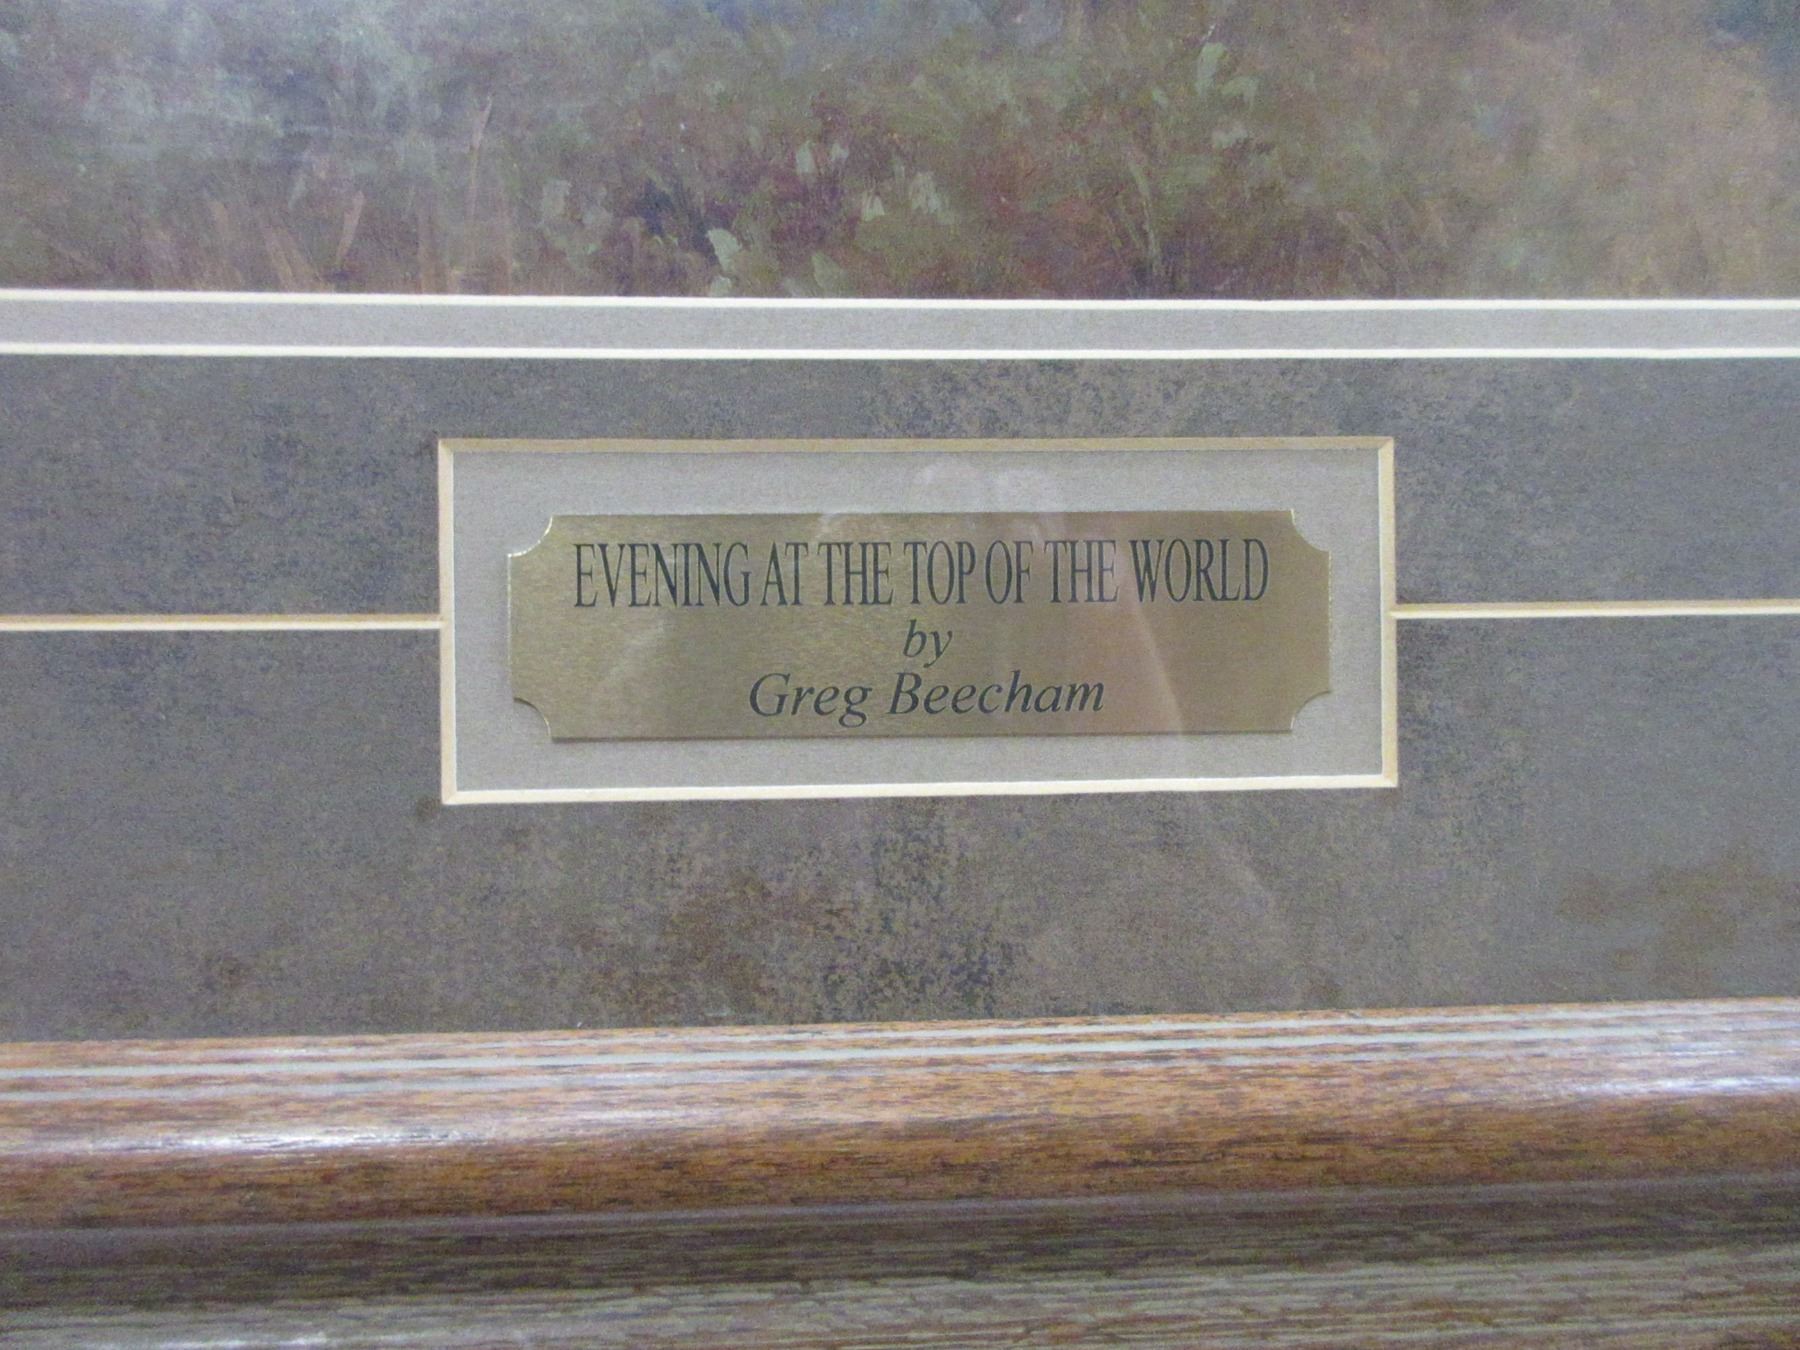 EVENING AT THE TOP OF THE WORLD
by
Greg Beecham